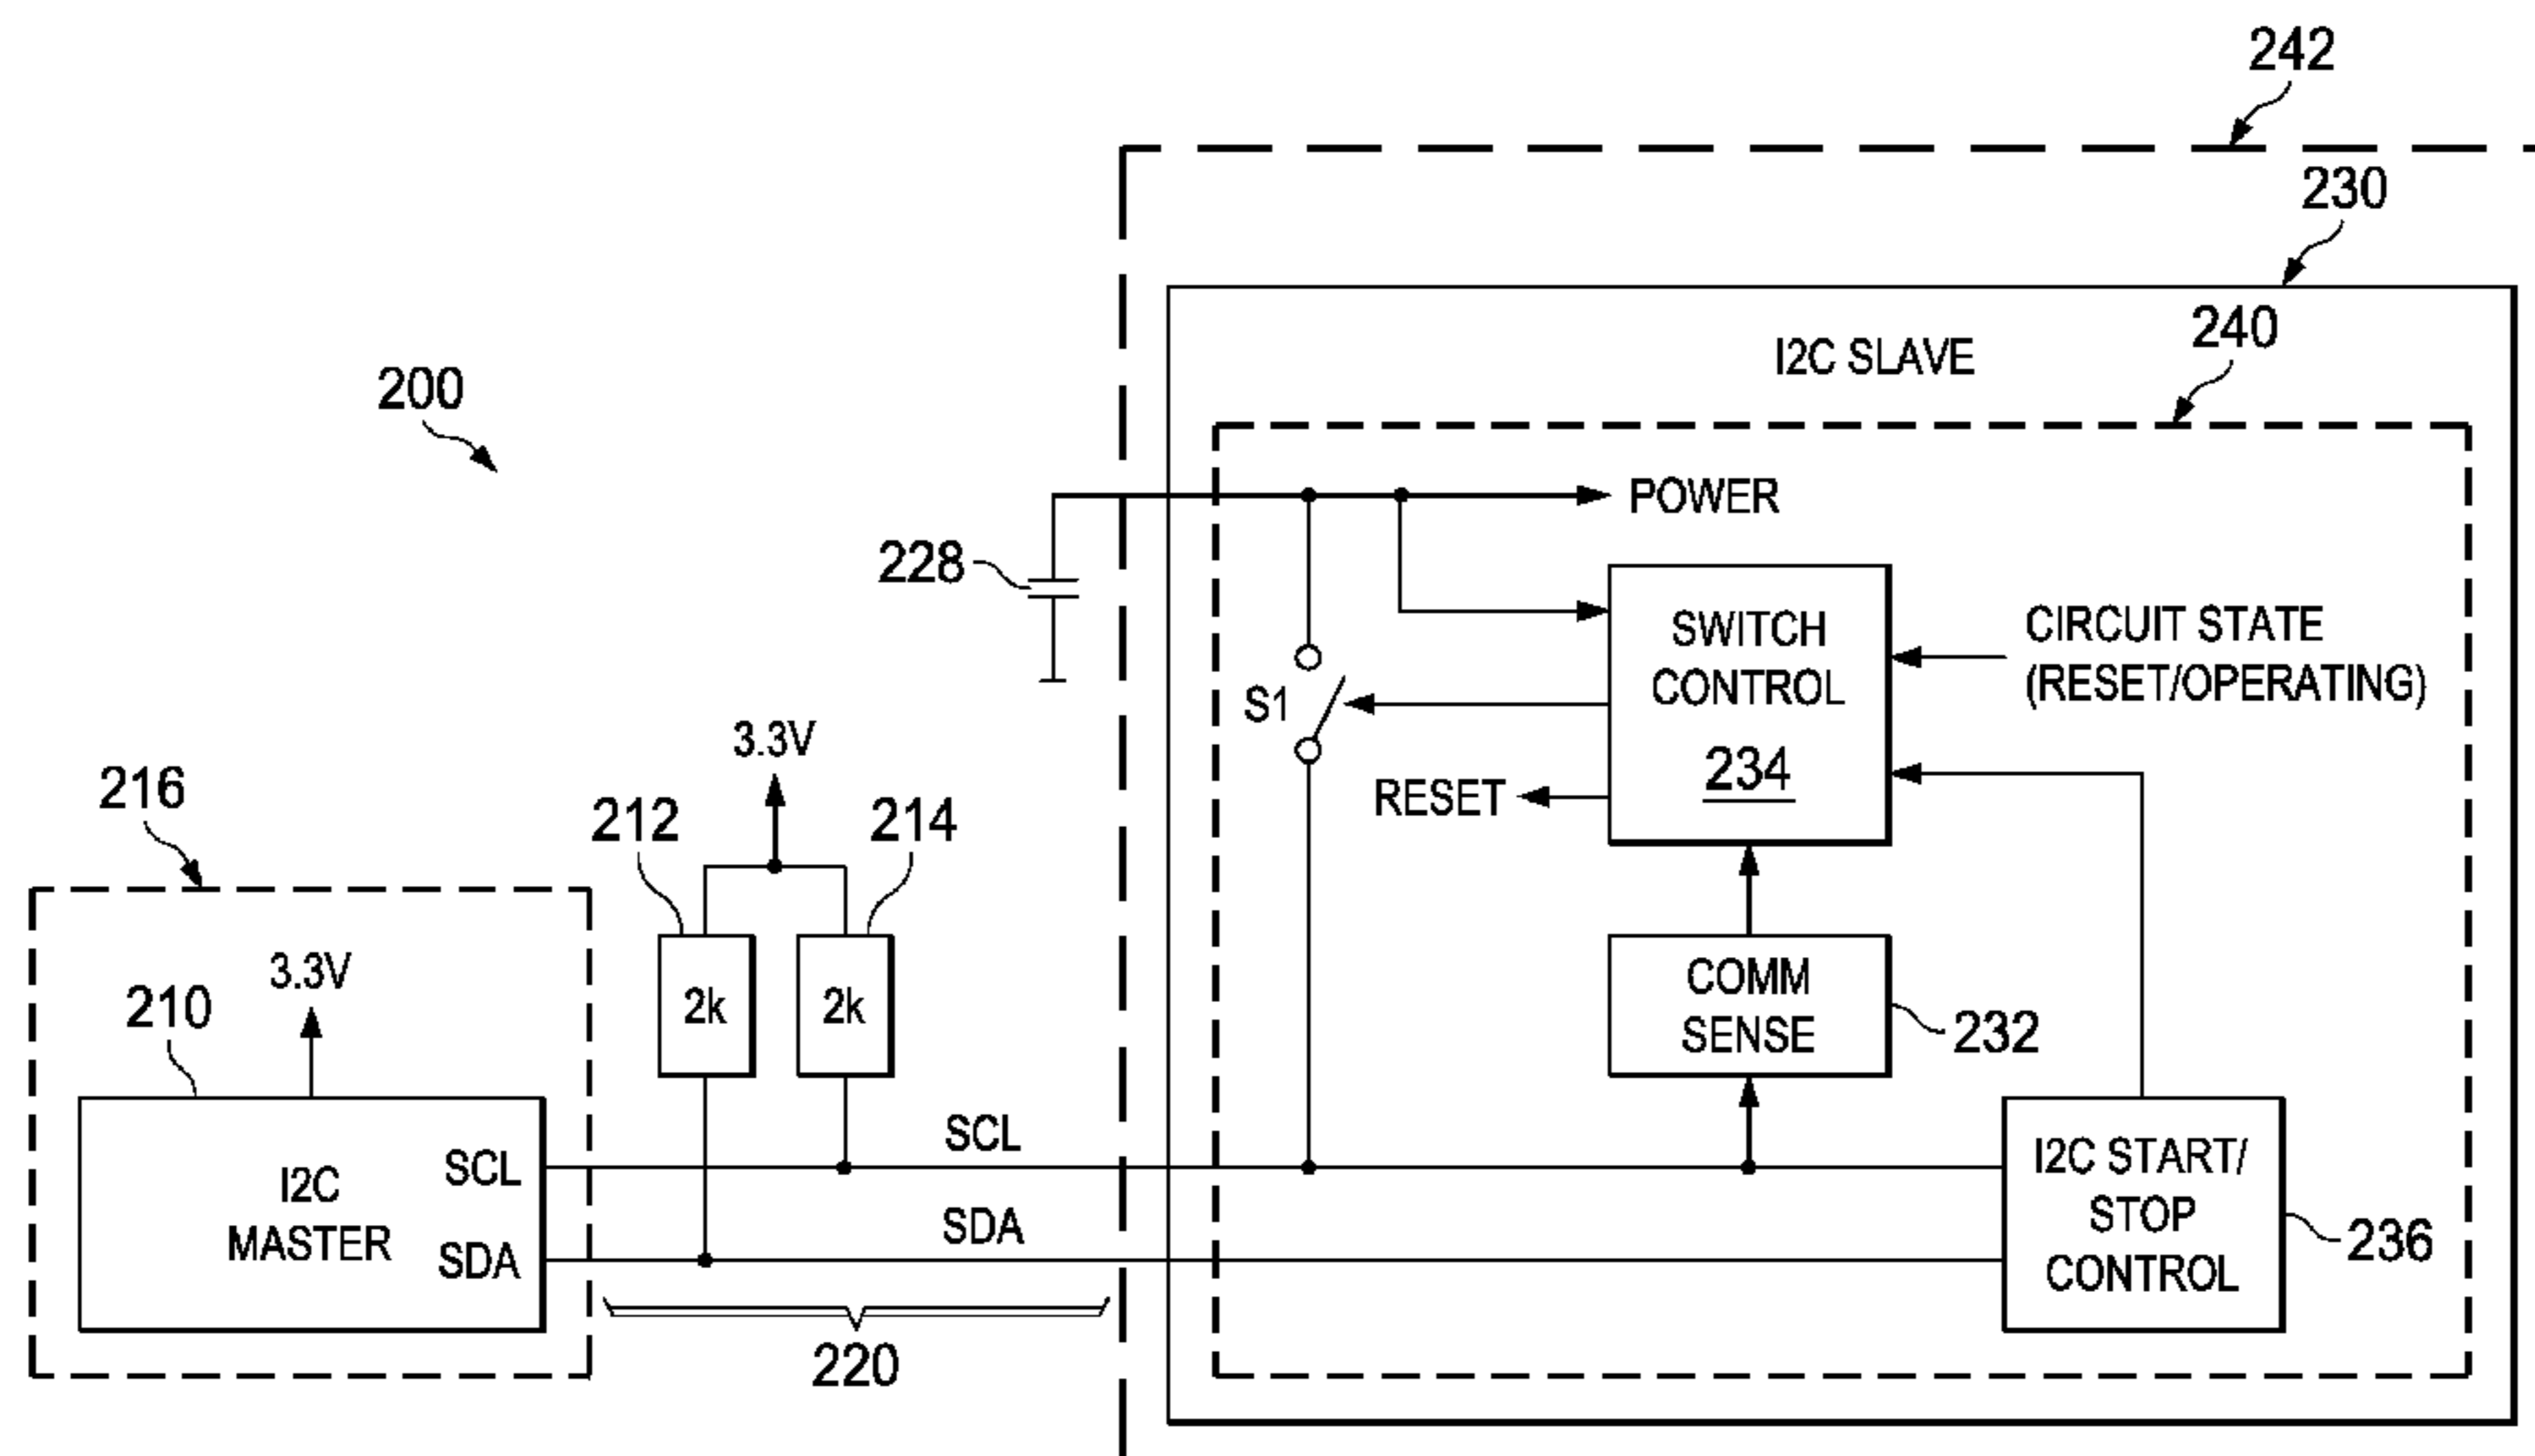 242
230
240
I2C SLAVE
200
POWER
228
SWITCH
CONTROL
234
CIRCUIT STATE
(RESET/OPERATING)
S1
RESET
3.3V
216
212
214
3.3V
210
2k
2k
COMM
SENSE
232
SCL
SDA
I2C
MASTER
SCL
SDA
I2C START/
STOP
CONTROL
236
220